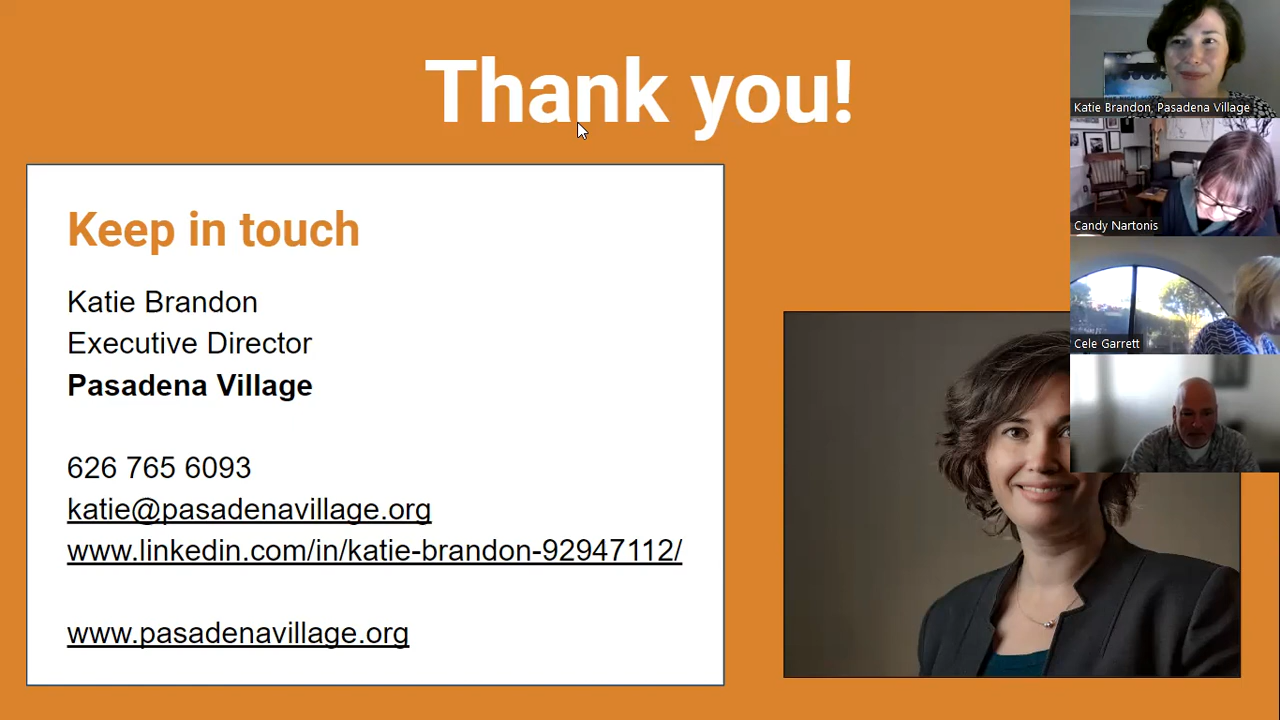 Thank you!
Keep in touch
Katie Brandon
Executive Director
Pasadena Village
626 765 6093
katie@pasadenavillage.org
www.linkedin.com/in/katie-brandon-92947112/
www.pasadenavillage.org
Katie Brandon, Pasadena Village
Candy Nartonis
Cele Garrett